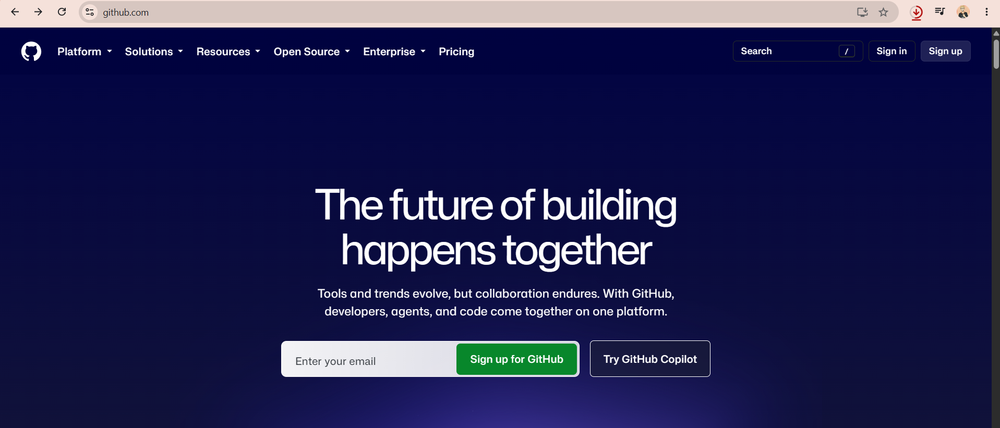 github.com
Platform Solutions Resources Open Source Enterprise Pricing Search / Sign in Sign up
The future of building
happens together
Tools and trends evolve, but collaboration endures. With GitHub,
developers, agents, and code come together on one platform.
Enter your email Sign up for GitHub Try GitHub Copilot